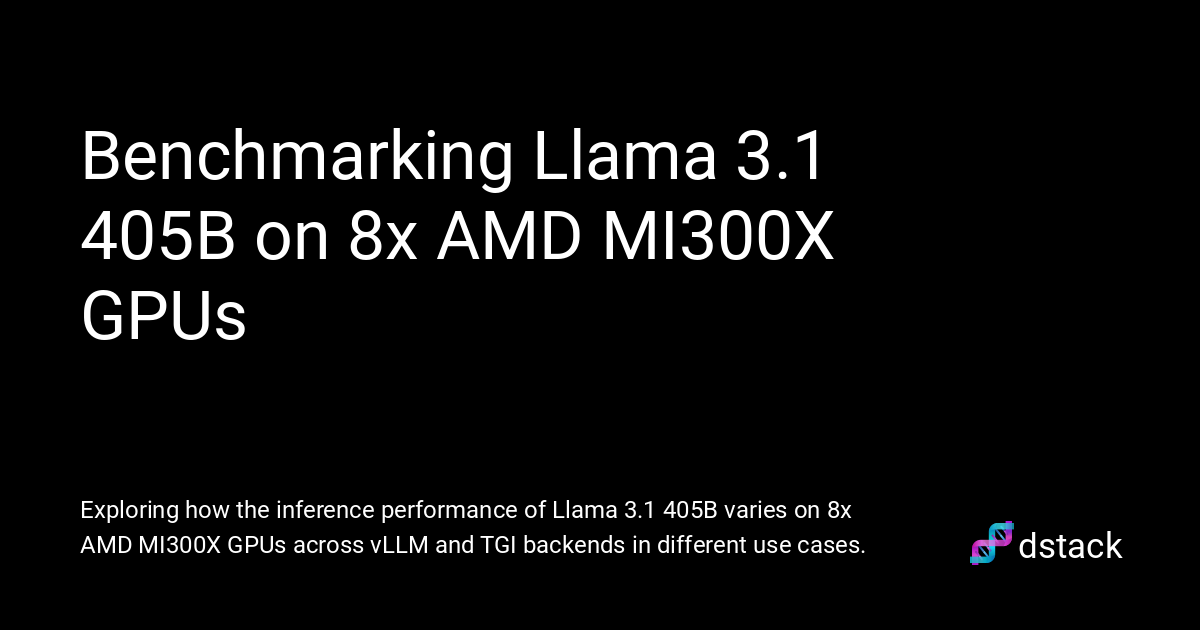 Benchmarking Llama 3.1
405B on 8x AMD MI300X
GPUs
Exploring how the inference performance of Llama 3.1 405B varies on 8x
AMD MI300X GPUs across vLLM and TGI backends in different use cases.
dstack